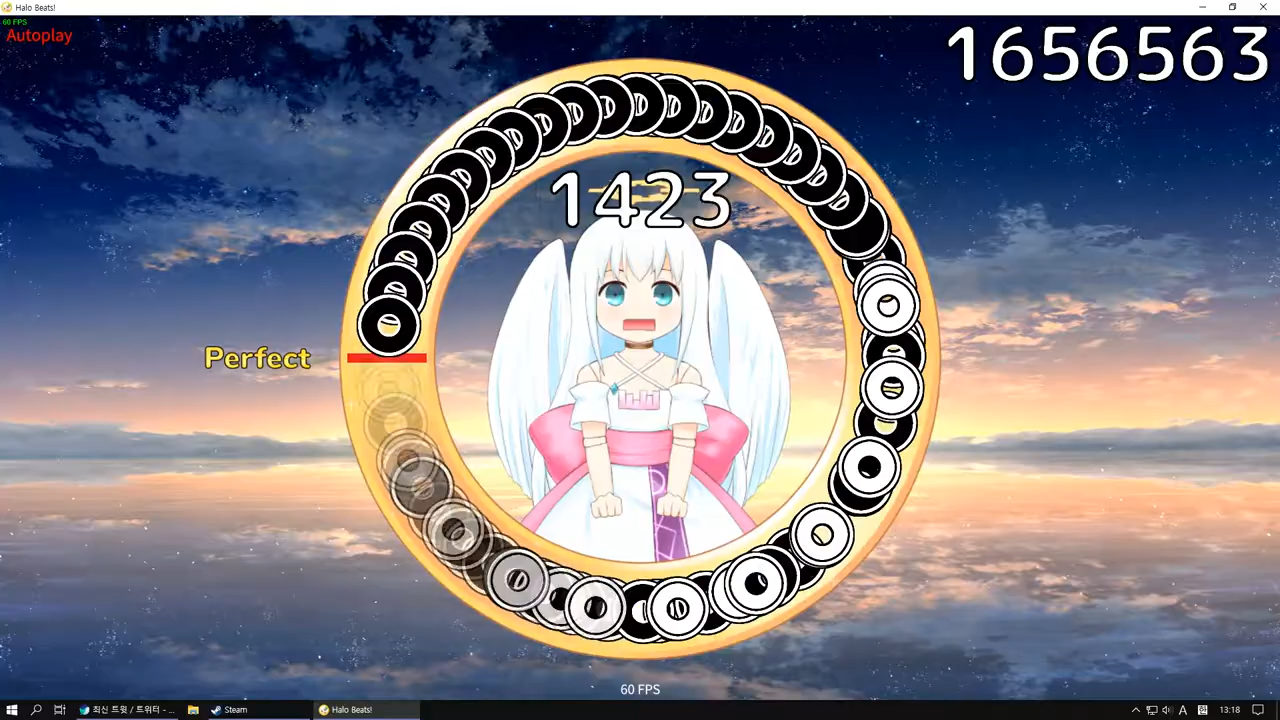 Halo Beats!
60 FPS
Autoplay
1656563
1423
Perfect
60 FPS
최신 트윗 / 트위터 - ...
Steam
Halo Beats!
A
13:18